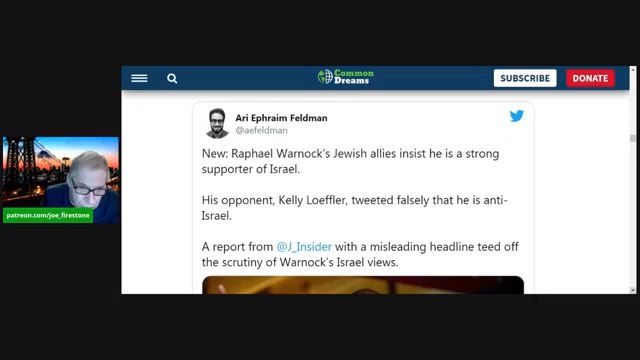 Common
Dreams
SUBSCRIBE
DONATE
Ari Ephraim Feldman
@aefeldman
New: Raphael Warnock's Jewish allies insist he is a strong
supporter of Israel.
His opponent, Kelly Loeffler, tweeted falsely that he is anti-
Israel.
A report from @J_Insider with a misleading headline teed off
the scrutiny of Warnock's Israel views.
patreon.com/joe_firestone